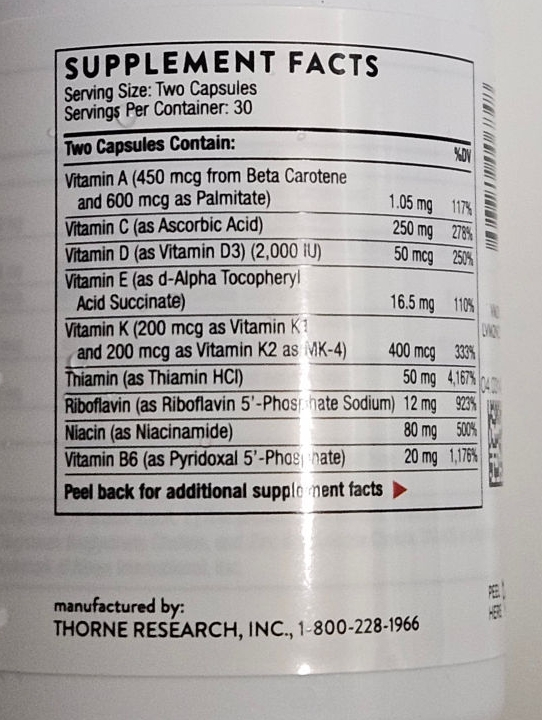 SUPPLEMENT FACTS
Serving Size: Two Capsules
Servings Per Container: 30
Two Capsules Contain:
%DV
Vitamin A (450 mcg from Beta Carotene
and 600 mcg as Palmitate) 1.05 mg 117%
Vitamin C (as Ascorbic Acid) 250 mg 278%
Vitamin D (as Vitamin D3) (2,000 IU) 50 mcg 250%
Vitamin E (as d-Alpha Tocopheryl
Acid Succinate) 16.5 mg 110%
Vitamin K (200 mcg as Vitamin K1
and 200 mcg as Vitamin K2 as MK-4) 400 mcg 333%
Thiamin (as Thiamin HCl) 50 mg 4,167%
Riboflavin (as Riboflavin 5'-Phosphate Sodium) 12 mg 923%
Niacin (as Niacinamide) 80 mg 500%
Vitamin B6 (as Pyridoxal 5'-Phosphate) 20 mg 1,176%
Peel back for additional supplement facts
PEEL
HERE
manufactured by:
THORNE RESEARCH, INC., 1-800-228-1966